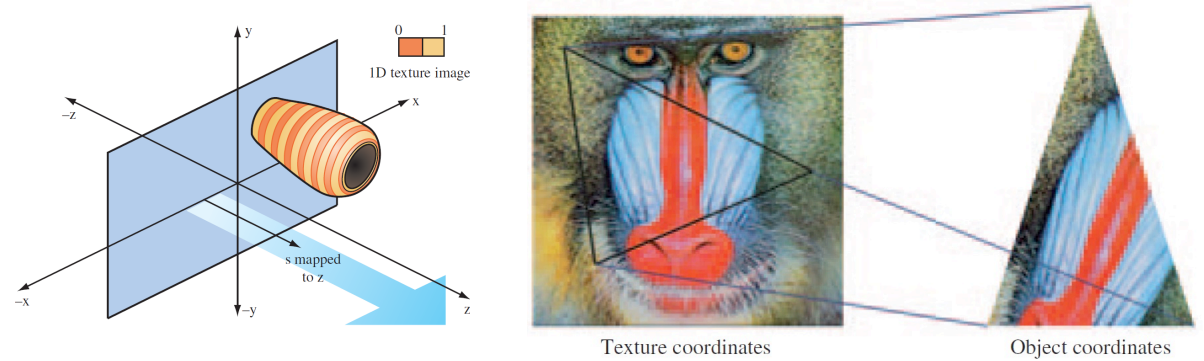 y
0 1
1D texture image
x
–z
s mapped
to z
–x
–y
z
Texture coordinates
Object coordinates